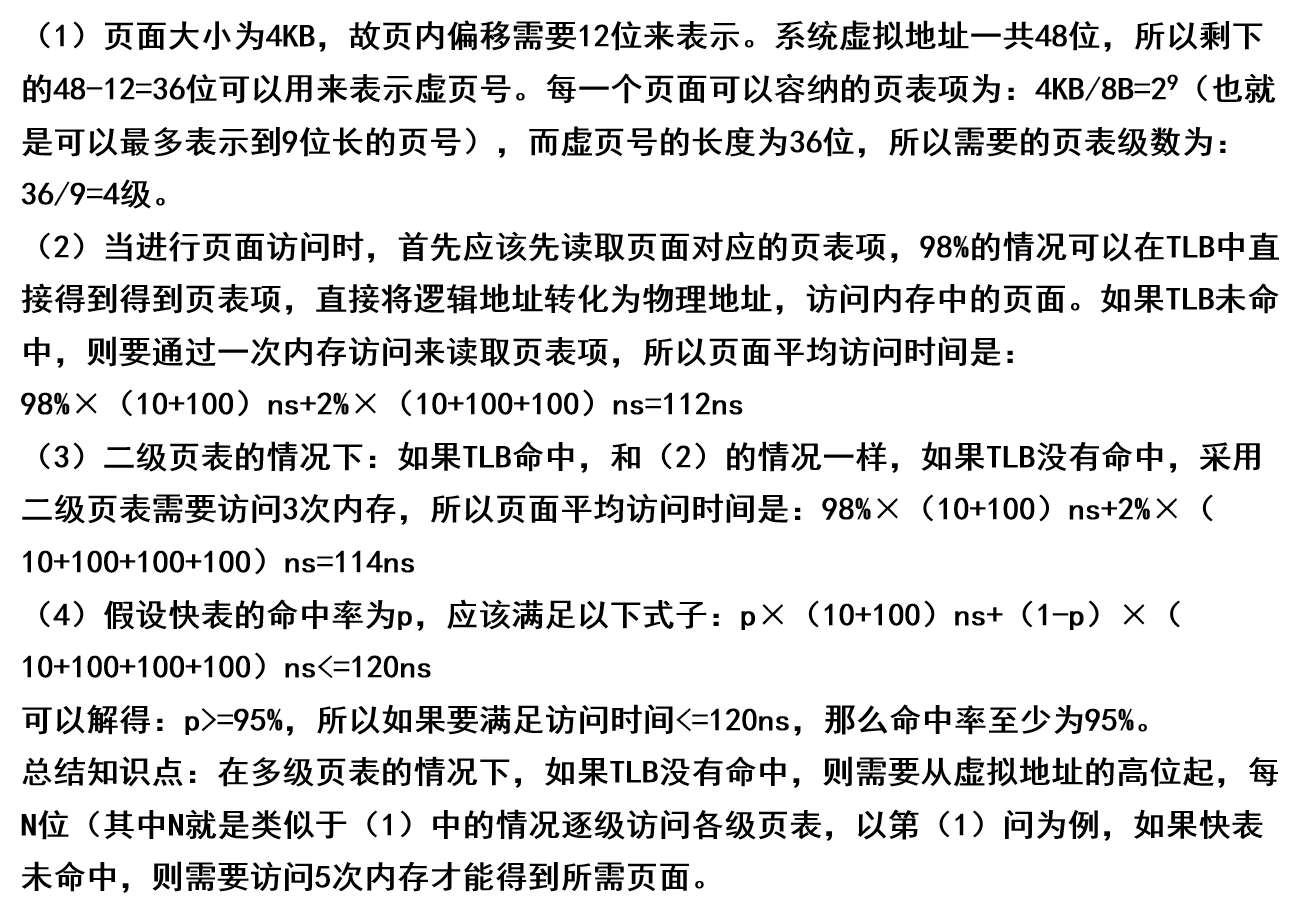 （1）页面大小为4KB，故页内偏移需要12位来表示。系统虚拟地址一共48位，所以剩下
的48-12=36位可以用来表示虚页号。每一个页面可以容纳的页表项为：4KB/8B=2⁹（也就
是可以最多表示到9位长的页号），而虚页号的长度为36位，所以需要的页表级数为：
36/9=4级。
（2）当进行页面访问时，首先应该先读取页面对应的页表项，98%的情况可以在TLB中直
接得到得到页表项，直接将逻辑地址转化为物理地址，访问内存中的页面。如果TLB未命
中，则要通过一次内存访问来读取页表项，所以页面平均访问时间是：
98%×（10+100）ns+2%×（10+100+100）ns=112ns
（3）二级页表的情况下：如果TLB命中，和（2）的情况一样，如果TLB没有命中，采用
二级页表需要访问3次内存，所以页面平均访问时间是：98%×（10+100）ns+2%×（
10+100+100+100）ns=114ns
（4）假设快表的命中率为p，应该满足以下式子：p×（10+100）ns+（1-p）×（
10+100+100+100）ns<=120ns
可以解得：p>=95%，所以如果要满足访问时间<=120ns，那么命中率至少为95%。
总结知识点：在多级页表的情况下，如果TLB没有命中，则需要从虚拟地址的高位起，每
N位（其中N就是类似于（1）中的情况逐级访问各级页表，以第（1）问为例，如果快表
未命中，则需要访问5次内存才能得到所需页面。